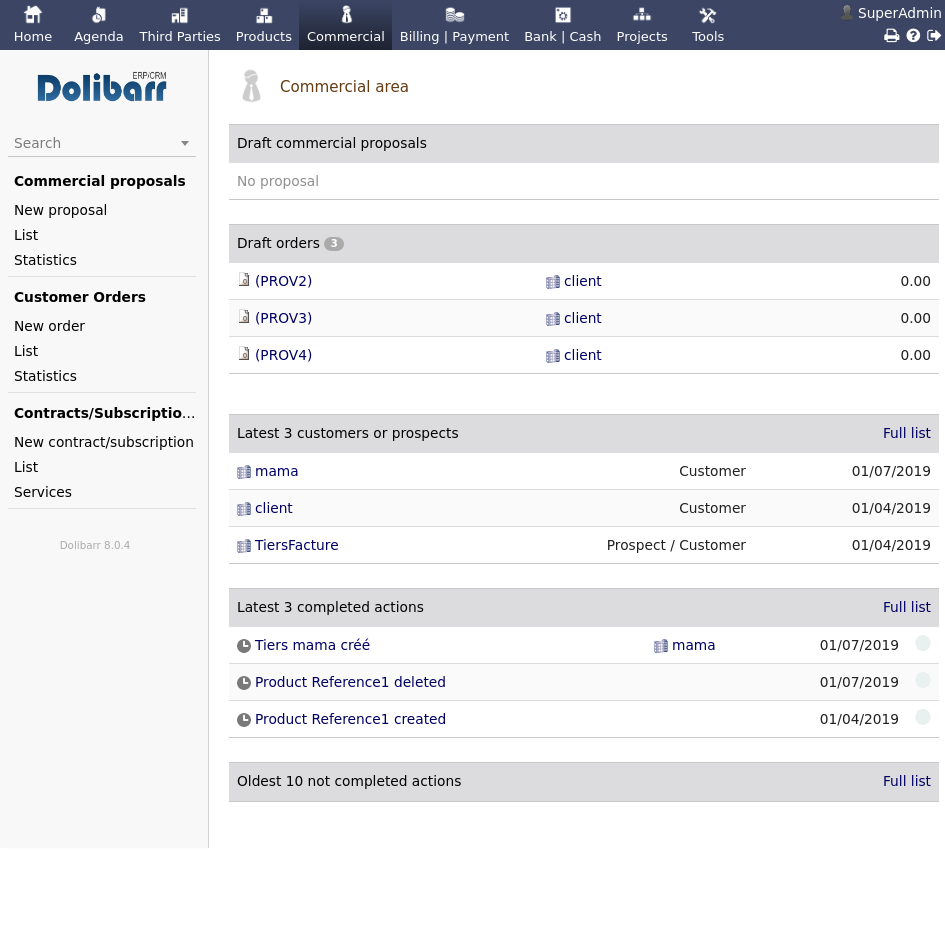 Home Agenda Third Parties Products Commercial Billing | Payment Bank | Cash Projects Tools SuperAdmin
Dolibarr ERP/CRM
Search
Commercial proposals
New proposal
List
Statistics
Customer Orders
New order
List
Statistics
Contracts/Subscriptio...
New contract/subscription
List
Services
Dolibarr 8.0.4
Commercial area
Draft commercial proposals
No proposal
Draft orders 3
(PROV2) client 0.00
(PROV3) client 0.00
(PROV4) client 0.00
Latest 3 customers or prospects Full list
mama Customer 01/07/2019
client Customer 01/04/2019
TiersFacture Prospect / Customer 01/04/2019
Latest 3 completed actions Full list
Tiers mama créé mama 01/07/2019
Product Reference1 deleted 01/07/2019
Product Reference1 created 01/04/2019
Oldest 10 not completed actions Full list